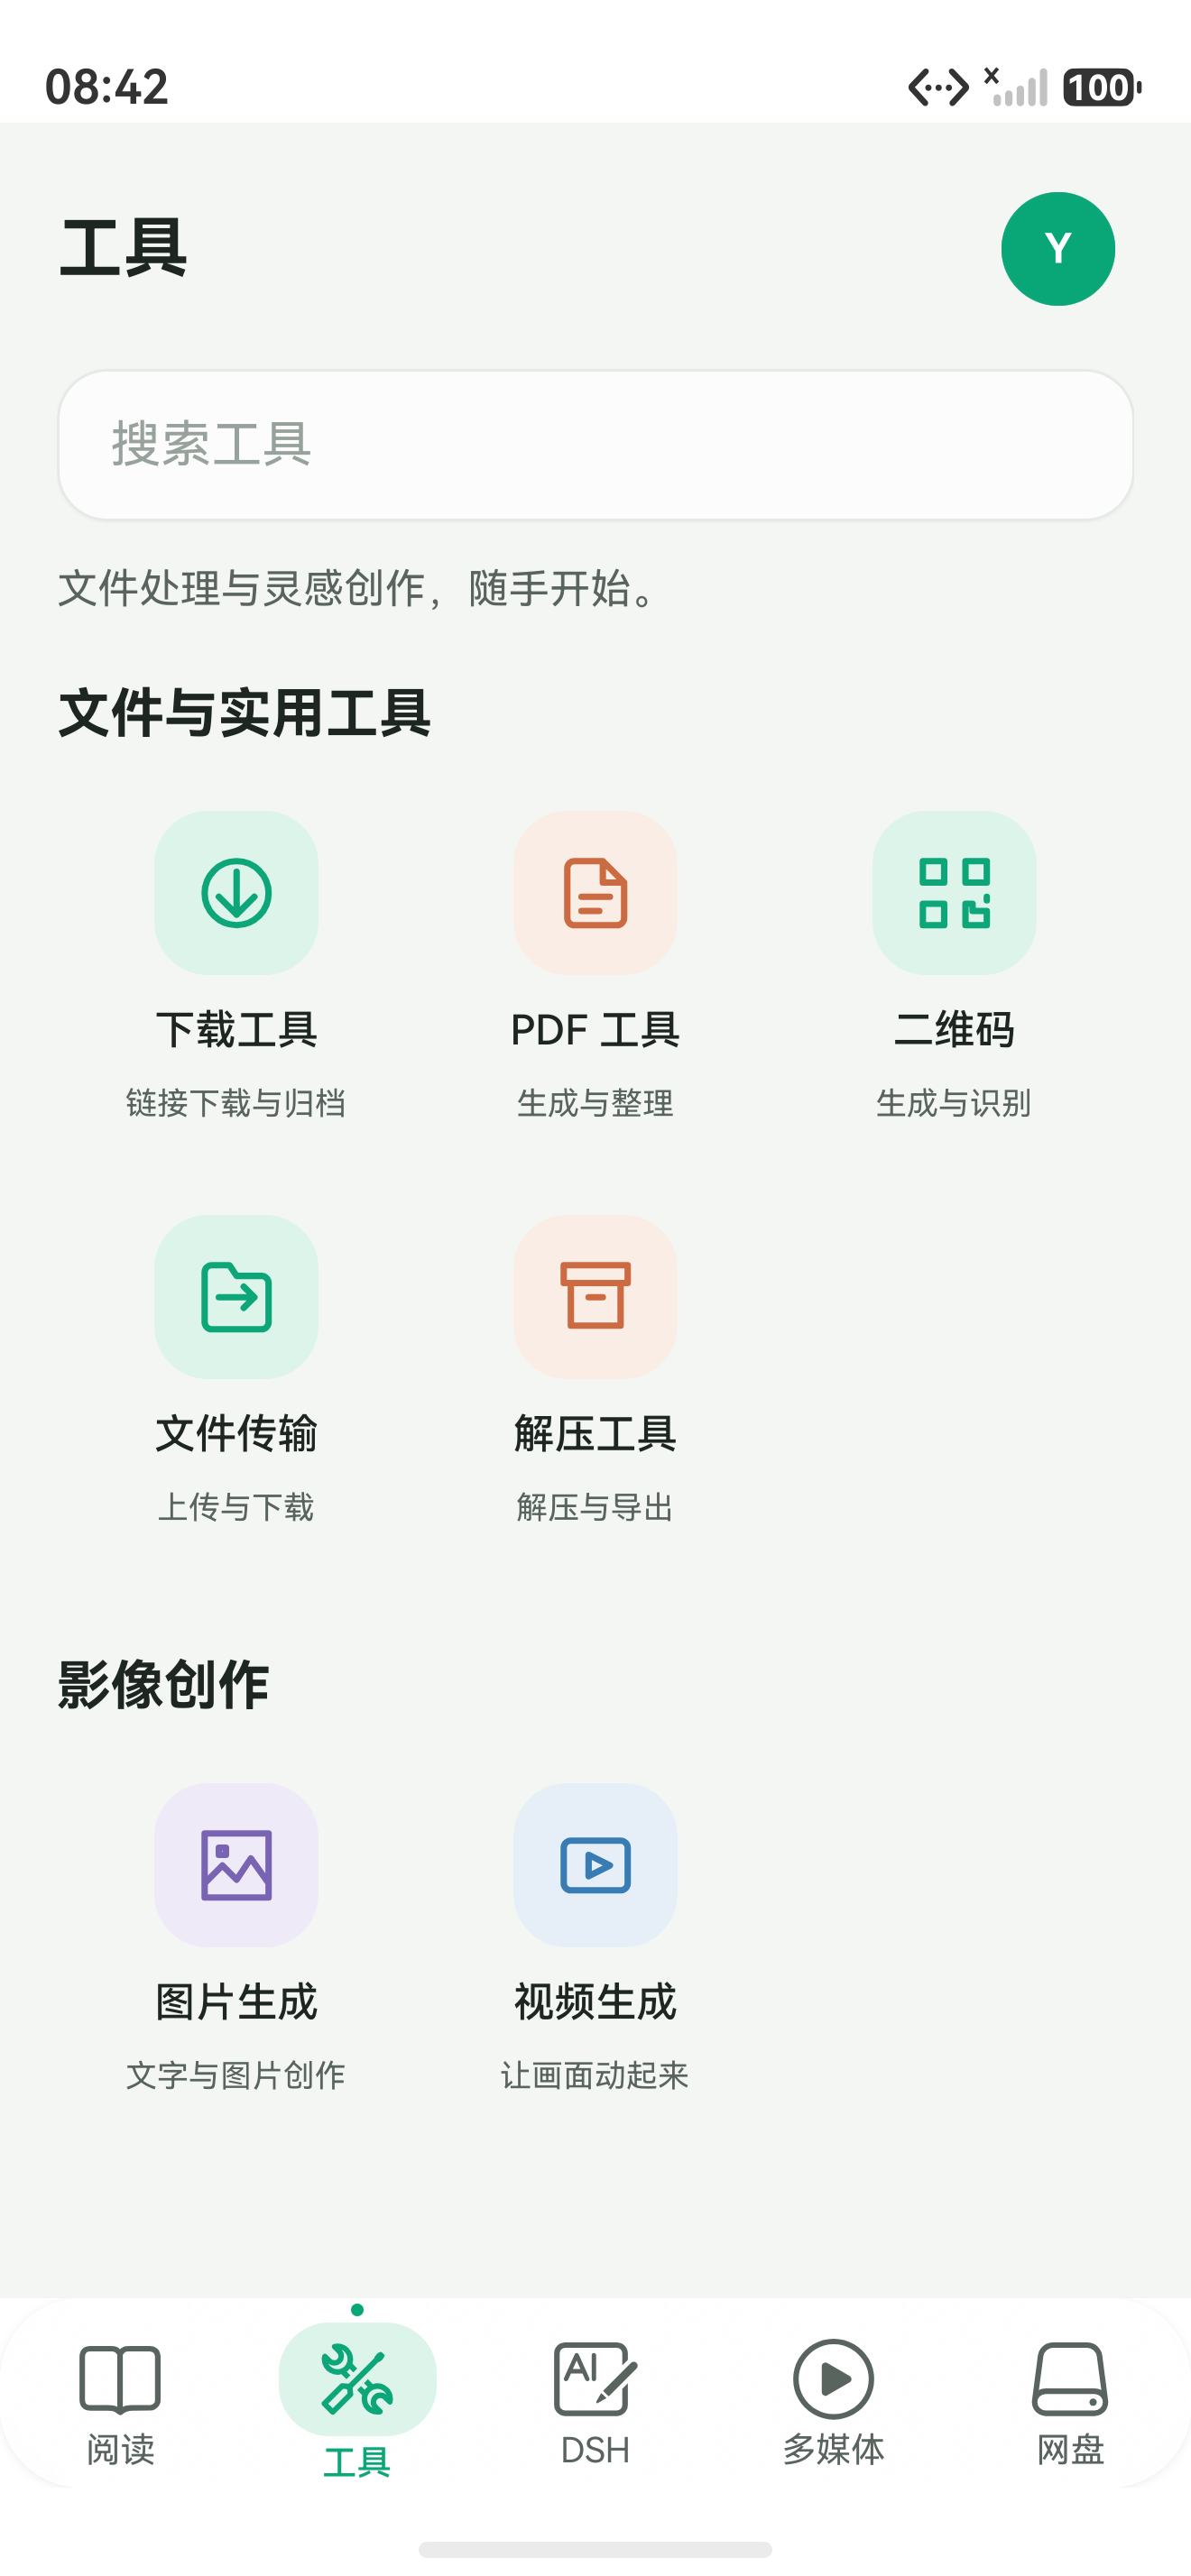 08:42
100
工具
Y
搜索工具
文件处理与灵感创作，随手开始。
文件与实用工具
下载工具
PDF 工具
二维码
链接下载与归档
生成与整理
生成与识别
文件传输
解压工具
上传与下载
解压与导出
影像创作
图片生成
视频生成
文字与图片创作
让画面动起来
AI
阅读
工具
DSH
多媒体
网盘